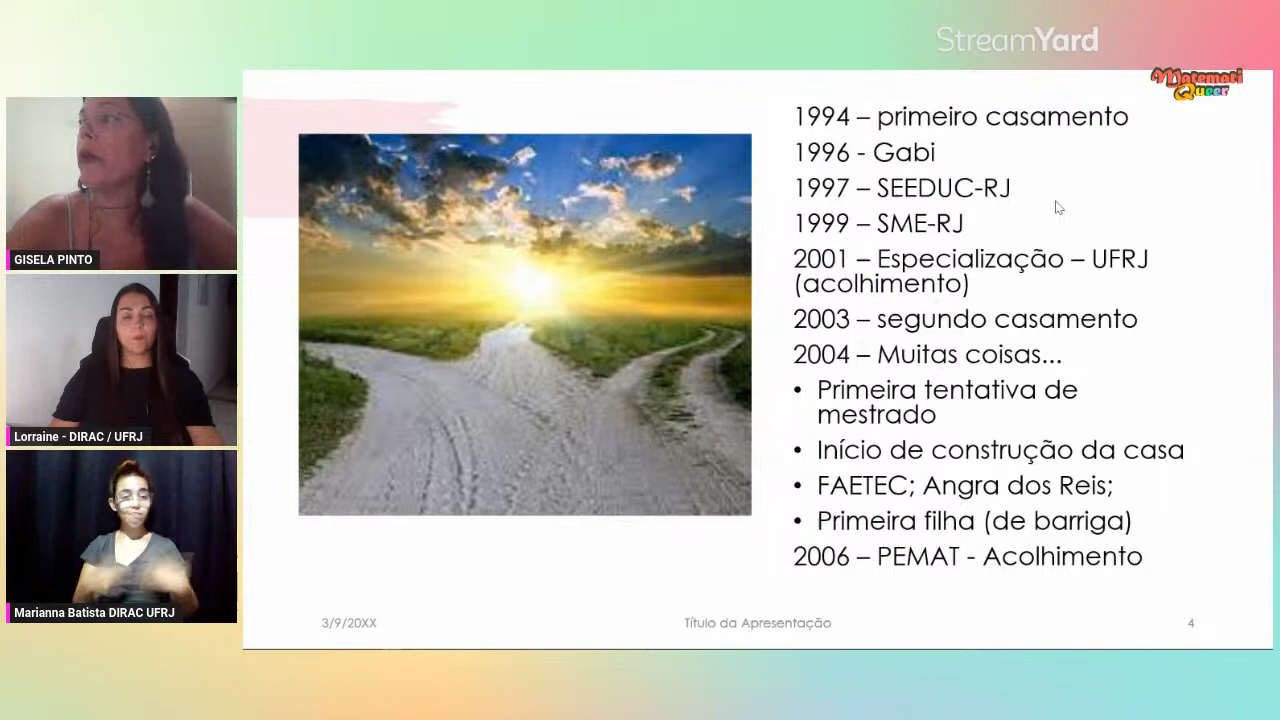 StreamYard
Matemati
Queer
GISELA PINTO
Lorraine - DIRAC / UFRJ
Marianna Batista DIRAC UFRJ
1994 – primeiro casamento
1996 - Gabi
1997 – SEEDUC-RJ
1999 – SME-RJ
2001 – Especialização – UFRJ
(acolhimento)
2003 – segundo casamento
2004 – Muitas coisas...
• Primeira tentativa de
mestrado
• Início de construção da casa
• FAETEC; Angra dos Reis;
• Primeira filha (de barriga)
2006 – PEMAT - Acolhimento
3/9/20XX
Título da Apresentação
4